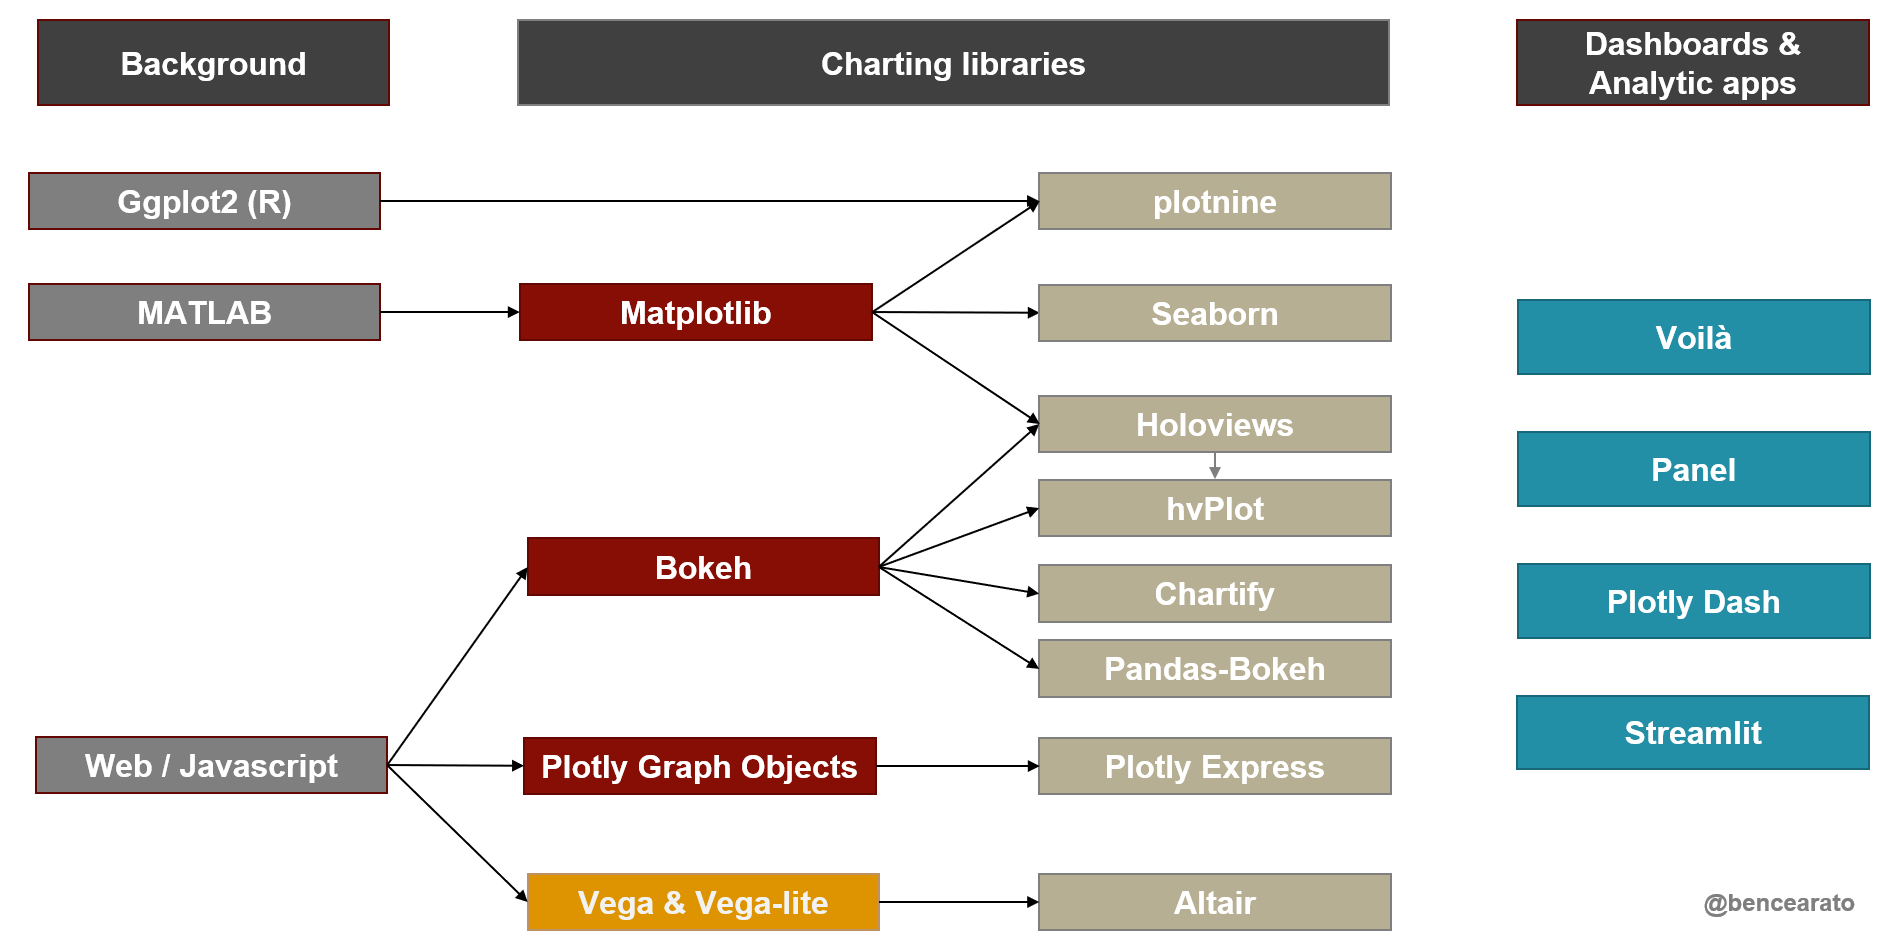 Background
Charting libraries
Dashboards &
Analytic apps
Ggplot2 (R)
plotnine
MATLAB
Matplotlib
Seaborn
Voilà
Holoviews
Panel
hvPlot
Bokeh
Chartify
Plotly Dash
Pandas-Bokeh
Streamlit
Web / Javascript
Plotly Graph Objects
Plotly Express
Vega & Vega-lite
Altair
@bencearato